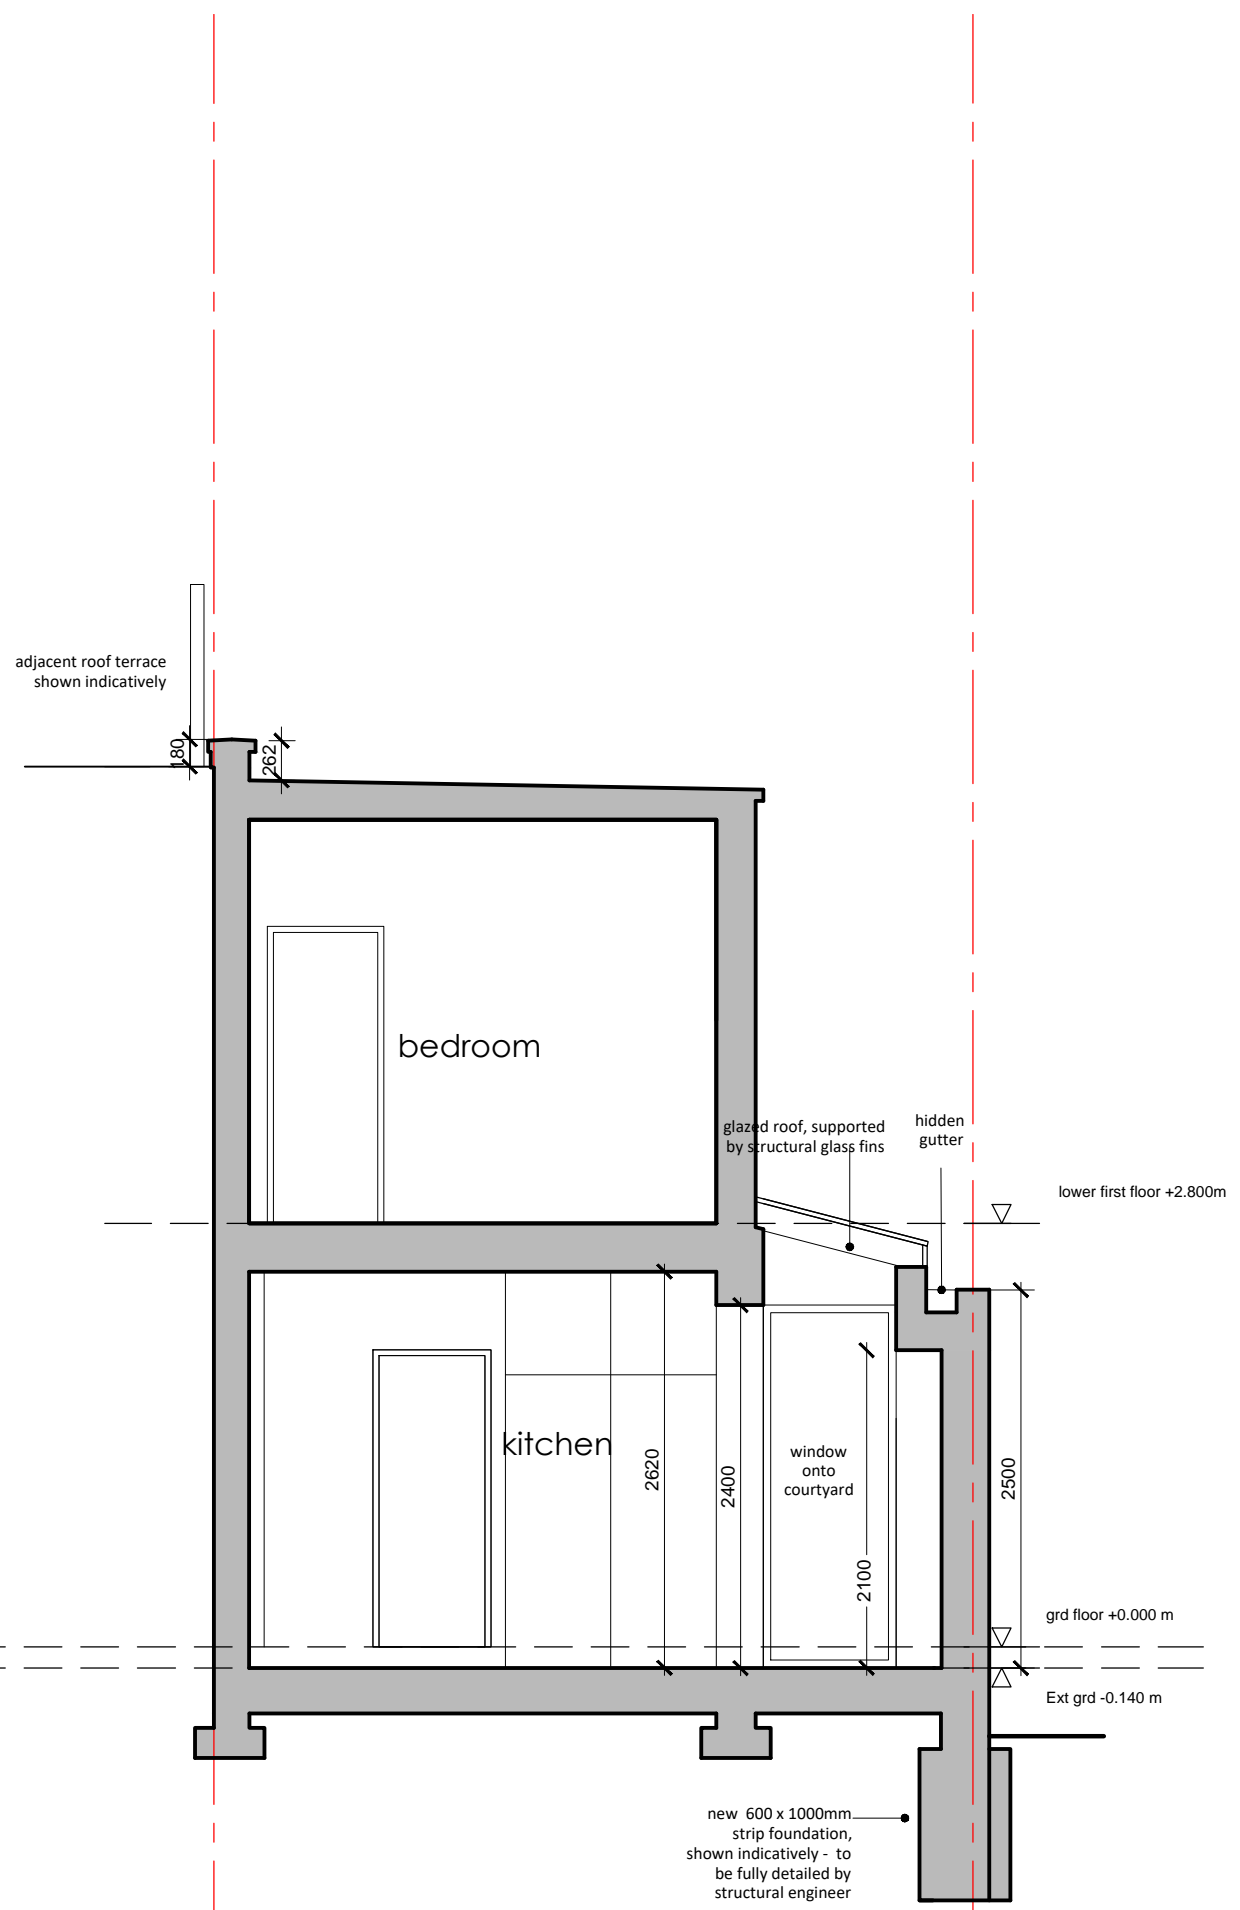 adjacent roof terrace
shown indicatively
180
262
bedroom
glazed roof, supported
by structural glass fins
hidden
gutter
lower first floor +2.800m
kitchen
2620
2400
window
onto
courtyard
2100
2500
grd floor +0.000 m
Ext grd -0.140 m
new 600 x 1000mm
strip foundation,
shown indicatively - to
be fully detailed by
structural engineer